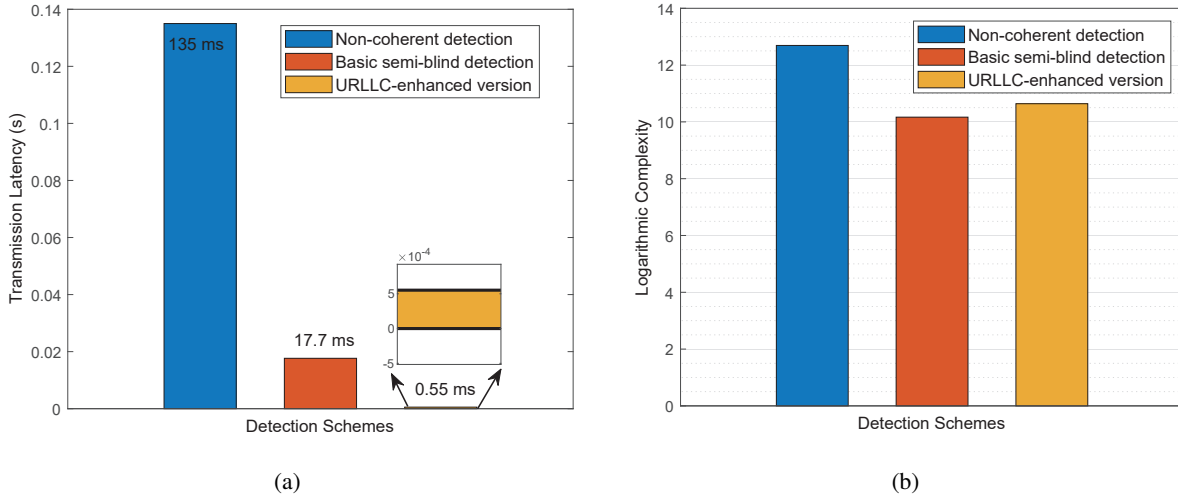 0.14
0.12
0.1
0.08
0.06
0.04
0.02
0
Transmission Latency (s)
135 ms
17.7 ms
0.55 ms
×10^-4
5
0
-5
Non-coherent detection
Basic semi-blind detection
URLLC-enhanced version
Detection Schemes
(a)
14
12
10
8
6
4
2
0
Logarithmic Complexity
Non-coherent detection
Basic semi-blind detection
URLLC-enhanced version
Detection Schemes
(b)